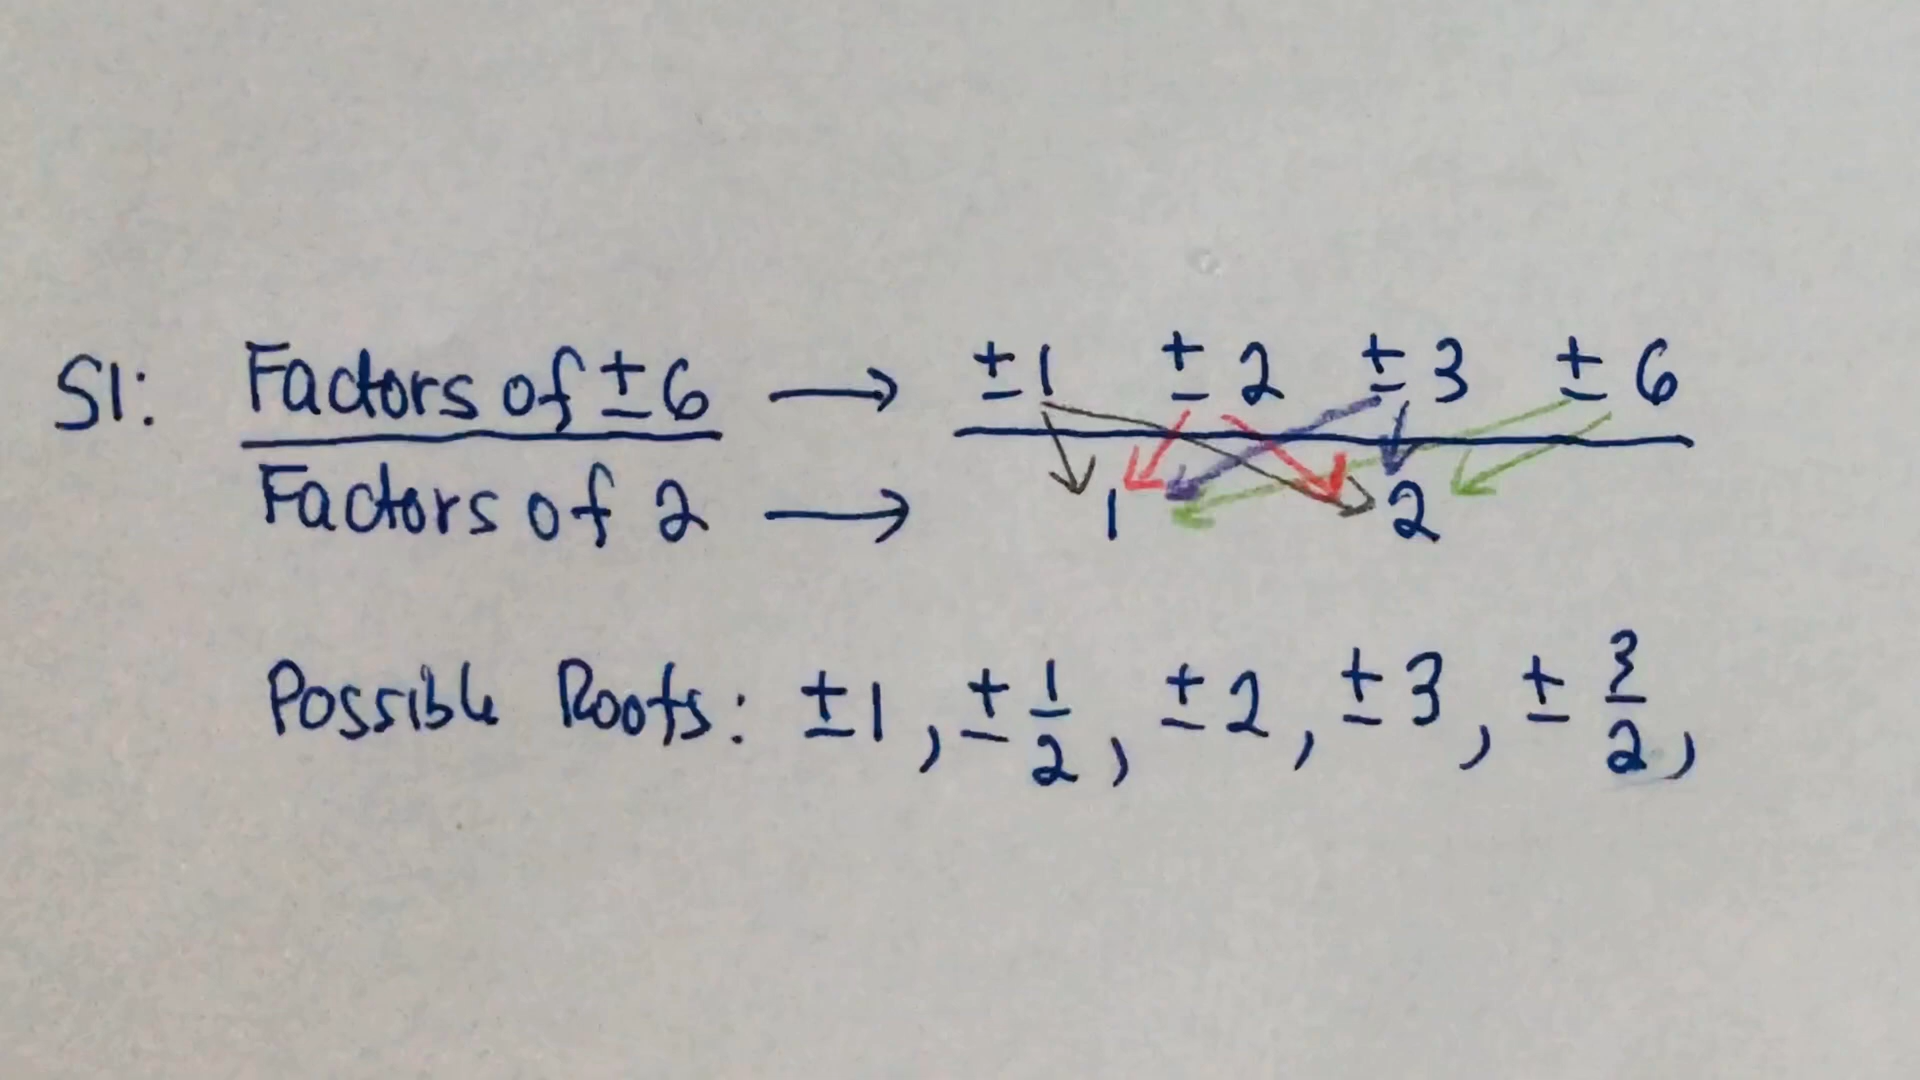 S1: Factors of ±6 → ±1 ±2 ±3 ±6
Factors of 2 → 1 2
Possible Roots: ±1, ±1/2, ±2, ±3, ±3/2,